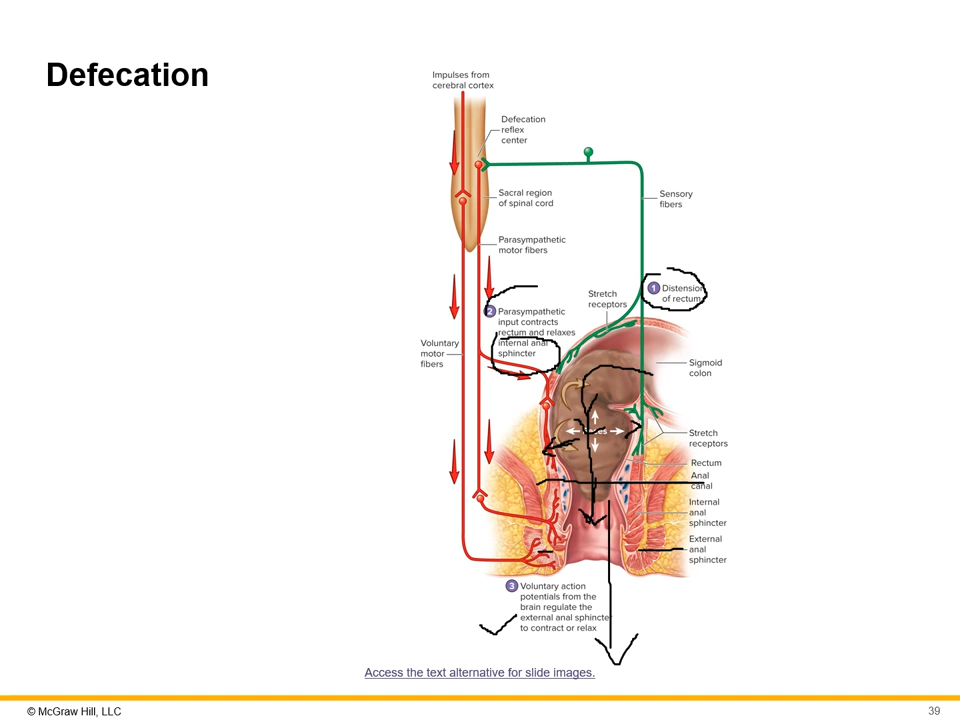 Defecation
Impulses from
cerebral cortex
Defecation
reflex
center
Sacral region
of spinal cord
Sensory
fibers
Parasympathetic
motor fibers
1 Distension
of rectum
Stretch
receptors
2 Parasympathetic
input contracts
rectum and relaxes
internal anal
sphincter
Voluntary
motor
fibers
Sigmoid
colon
Stretch
receptors
Rectum
Anal
canal
Internal
anal
sphincter
External
anal
sphincter
3 Voluntary action
potentials from the
brain regulate the
external anal sphincter
to contract or relax
Access the text alternative for slide images.
© McGraw Hill, LLC
39